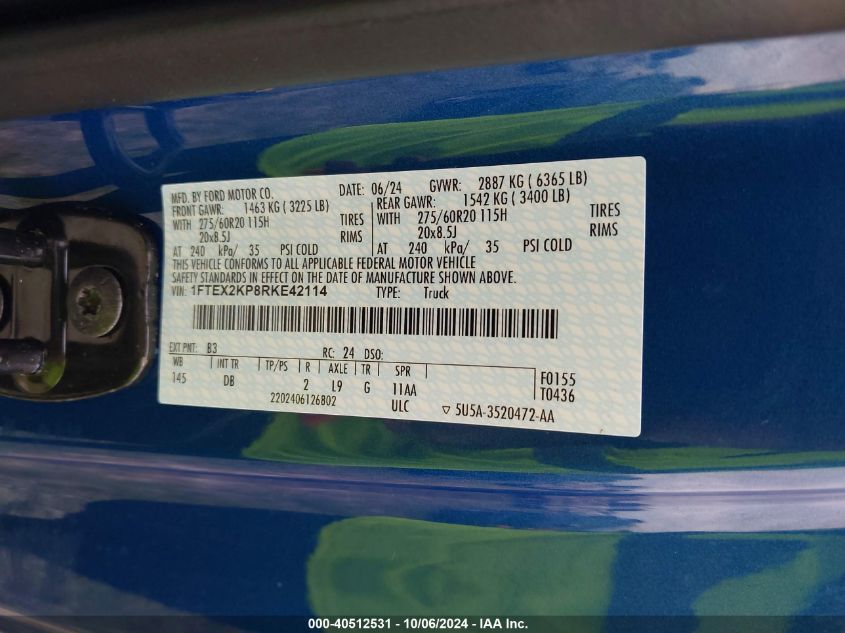 MFD. BY FORD MOTOR CO. DATE: 06/24 GVWR: 2887 KG ( 6365 LB)
FRONT GAWR: 1463 KG ( 3225 LB) REAR GAWR: 1542 KG ( 3400 LB)
WITH 275/60R20 115H TIRES WITH 275/60R20 115H TIRES
20x8.5J RIMS 20x8.5J RIMS
AT 240 kPa/ 35 PSI COLD AT 240 kPa/ 35 PSI COLD
THIS VEHICLE CONFORMS TO ALL APPLICABLE FEDERAL MOTOR VEHICLE
SAFETY STANDARDS IN EFFECT ON THE DATE OF MANUFACTURE SHOWN ABOVE.
VIN: 1FTEX2KP8RKE42114 TYPE: Truck
EXT PNT: B3 RC: 24 DSO:
WB INT TR TP/PS R AXLE TR SPR F0155
145 DB 2 L9 G 11AA T0436
2202406126802 ULC ▽ 5U5A-3520472-AA
000-40512531 - 10/06/2024 - IAA Inc.